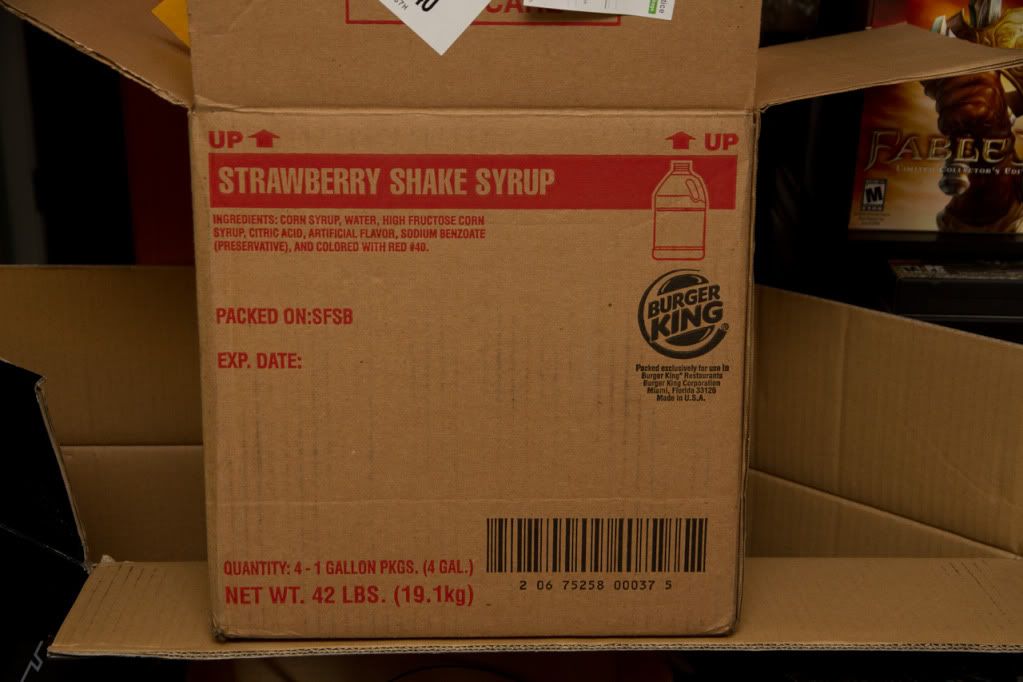 UP
UP
STRAWBERRY SHAKE SYRUP
INGREDIENTS: CORN SYRUP, WATER, HIGH FRUCTOSE CORN
SYRUP, CITRIC ACID, ARTIFICIAL FLAVOR, SODIUM BENZOATE
(PRESERVATIVE), AND COLORED WITH RED #40.
BURGER
KING
PACKED ON:SFSB
EXP. DATE:
Packed exclusively for use in
Burger King® Restaurants
Burger King Corporation
Miami, Florida 33126
Made in U.S.A.
QUANTITY: 4 - 1 GALLON PKGS. (4 GAL.)
NET WT. 42 LBS. (19.1kg)
2 06 75258 00037 5
FABLE
LIMITED COLLECTOR'S
M